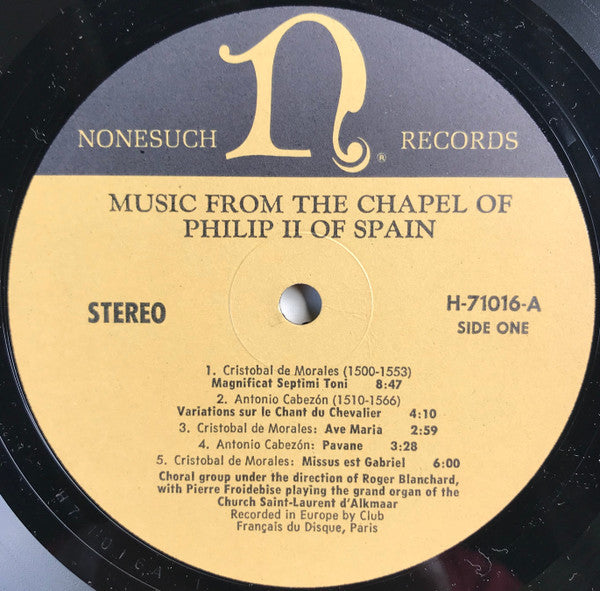 n
®
NONESUCH RECORDS
MUSIC FROM THE CHAPEL OF
PHILIP II OF SPAIN
STEREO
H-71016-A
SIDE ONE
1. Cristobal de Morales (1500-1553)
Magnificat Septimi Toni 8:47
2. Antonio Cabezón (1510-1566)
Variations sur le Chant du Chevalier 4:10
3. Cristobal de Morales: Ave Maria 2:59
4. Antonio Cabezón: Pavane 3:28
5. Cristobal de Morales: Missus est Gabriel 6:00
Choral group under the direction of Roger Blanchard,
with Pierre Froidebise playing the grand organ of the
Church Saint-Laurent d'Alkmaar
Recorded in Europe by Club
Français du Disque, Paris